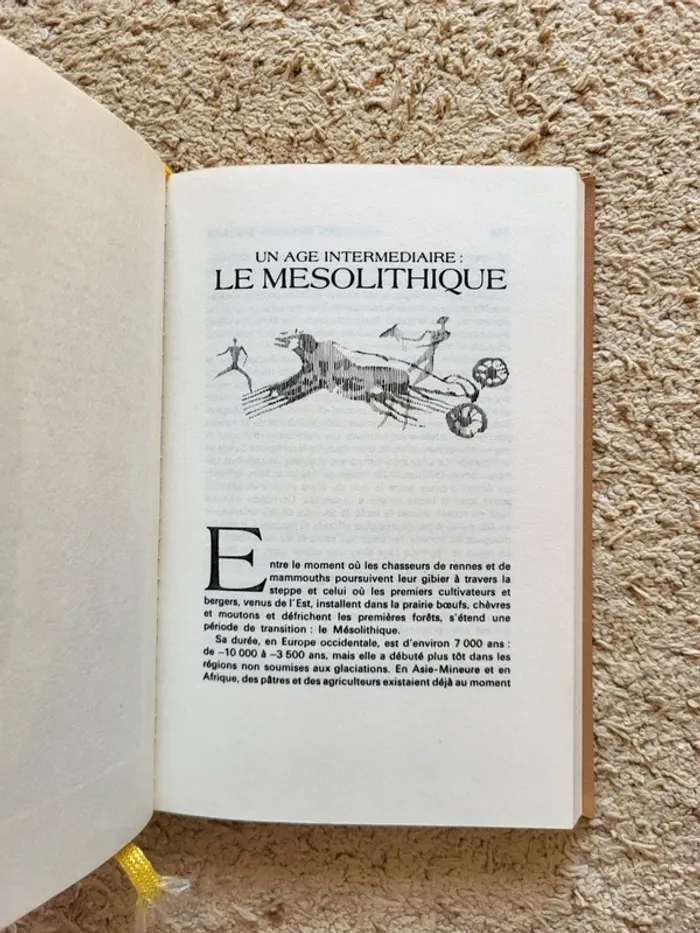 UN AGE INTERMEDIAIRE :
LE MESOLITHIQUE
Entre le moment où les chasseurs de rennes et de
mammouths poursuivent leur gibier à travers la
steppe et celui où les premiers cultivateurs et
bergers, venus de l'Est, installent dans la prairie bœufs, chèvres
et moutons et défrichent les premières forêts, s'étend une
période de transition : le Mésolithique.
Sa durée, en Europe occidentale, est d'environ 7 000 ans :
de –10 000 à –3 500 ans, mais elle a débuté plus tôt dans les
régions non soumises aux glaciations. En Asie-Mineure et en
Afrique, des pâtres et des agriculteurs existaient déjà au moment